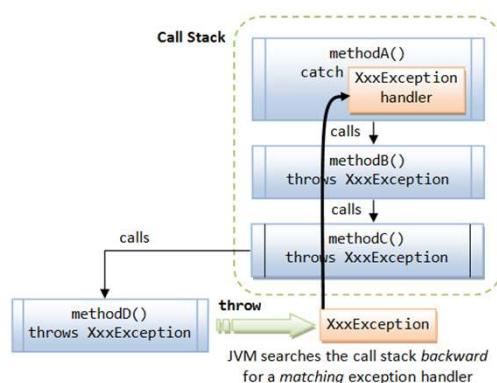 Call Stack
methodA()
catch
XxxException
handler
calls
methodB()
throws XxxException
calls
methodC()
throws XxxException
calls
methodD()
throws XxxException
throw
XxxException
JVM searches the call stack backward
for a matching exception handler